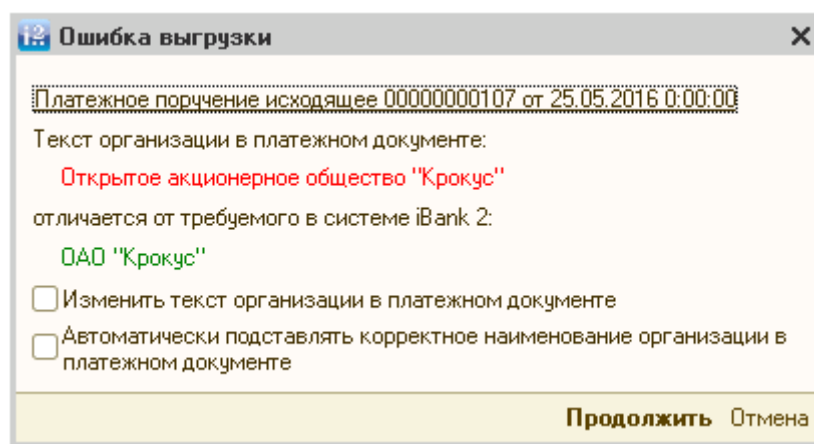 Ошибка выгрузки
Платежное поручение исходящее 00000000107 от 25.05.2016 0:00:00
Текст организации в платежном документе:
Открытое акционерное общество "Крокус"
отличается от требуемого в системе iBank 2:
ОАО "Крокус"
Изменить текст организации в платежном документе
Автоматически подставлять корректное наименование организации в
платежном документе
Продолжить Отмена